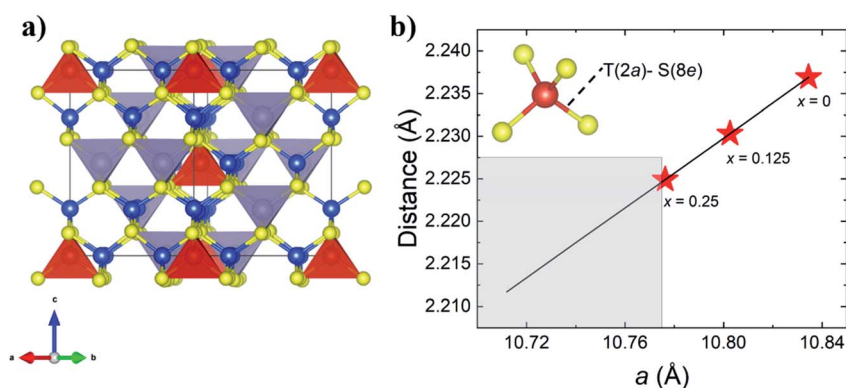 a)
c
a
b
b)
Distance (Å)
2.240
2.235
2.230
2.225
2.220
2.215
2.210
T(2a)- S(8e)
x = 0
x = 0.125
x = 0.25
10.72
10.76
10.80
10.84
a (Å)